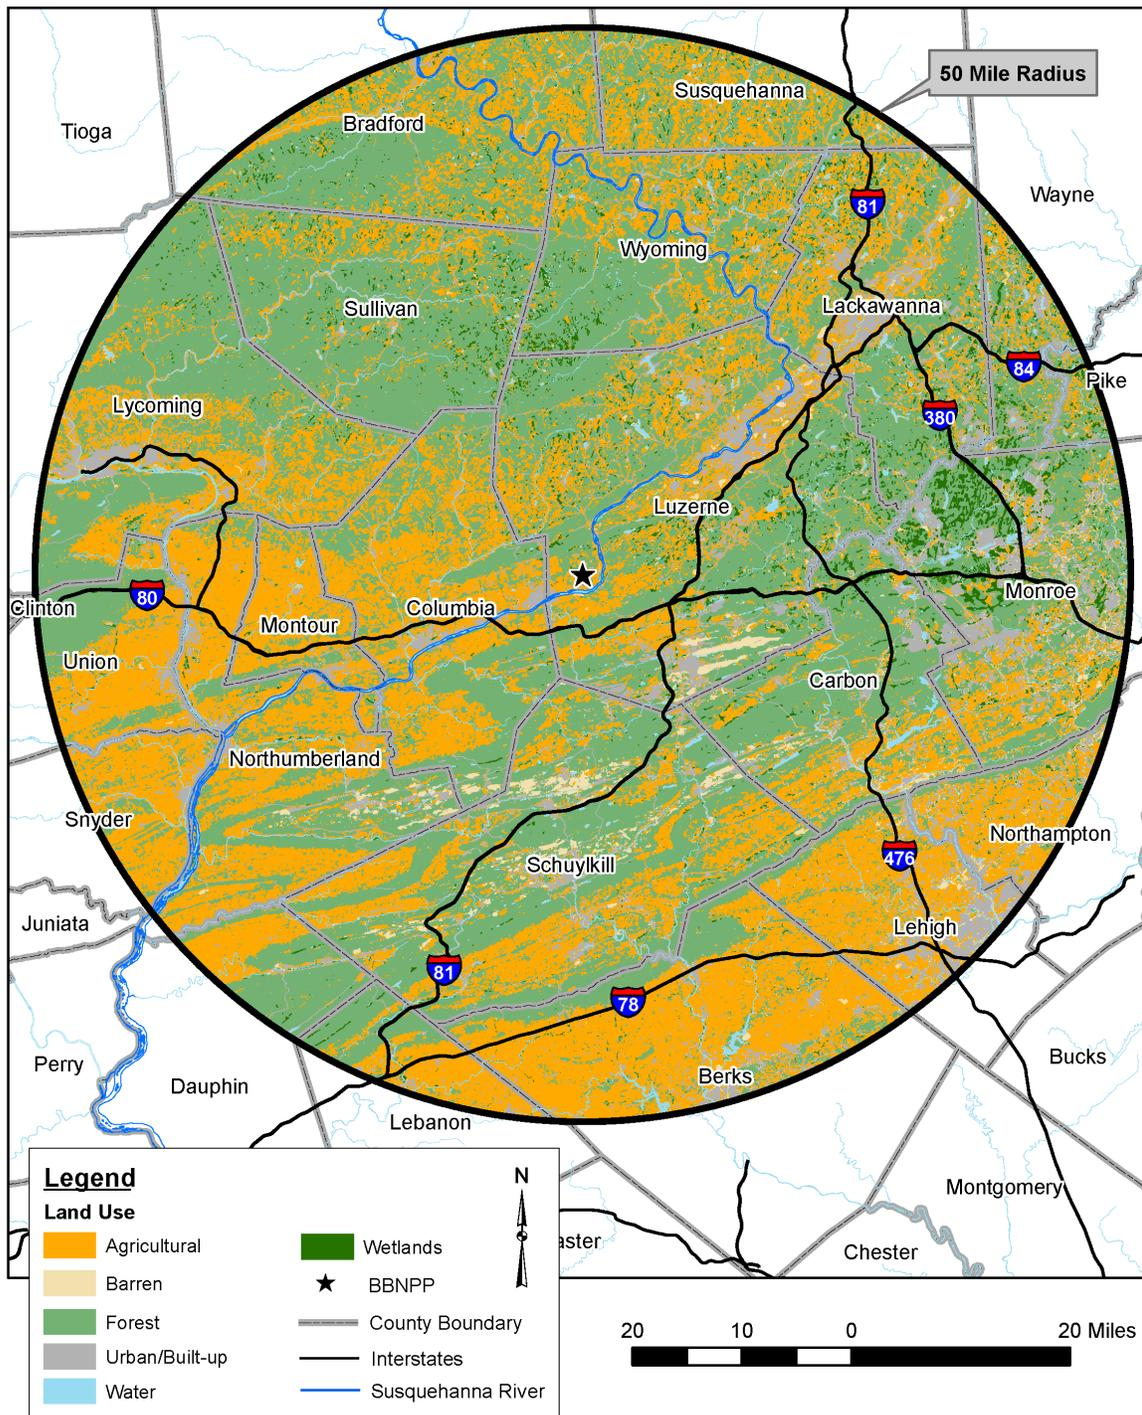 50 Mile Radius
Susquehanna
Bradford
Tioga
Wayne
81
Wyoming
Lackawanna
Sullivan
84
Pike
Lycoming
380
Luzerne
80
Monroe
Clinton
Columbia
Montour
Union
Carbon
Northumberland
Snyder
Northampton
476
Schuylkill
Juniata
Lehigh
81
78
Perry
Bucks
Dauphin
Berks
Lebanon
Montgomery
aster
Chester
Legend
Land Use
Agricultural
Barren
Forest
Urban/Built-up
Water
N
Wetlands
BBNPP
County Boundary
Interstates
Susquehanna River
20 10 0 20 Miles